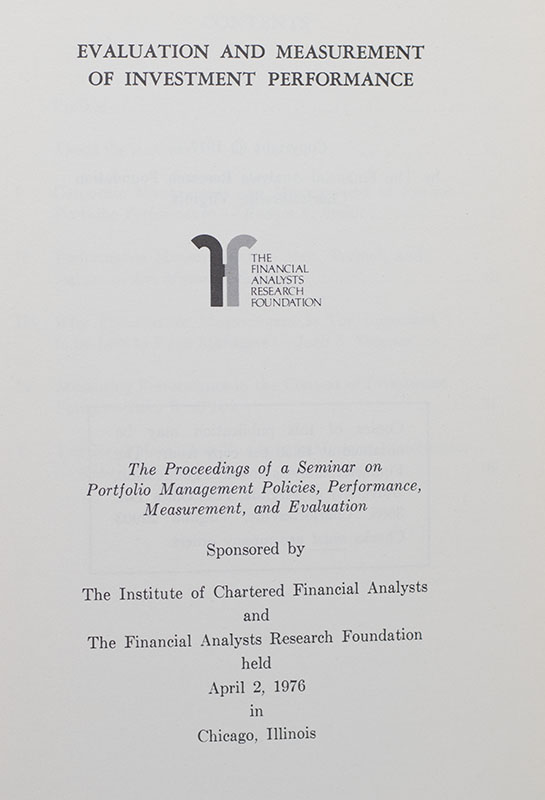 EVALUATION AND MEASUREMENT
OF INVESTMENT PERFORMANCE
THE
FINANCIAL
ANALYSTS
RESEARCH
FOUNDATION
The Proceedings of a Seminar on
Portfolio Management Policies, Performance,
Measurement, and Evaluation
Sponsored by
The Institute of Chartered Financial Analysts
and
The Financial Analysts Research Foundation
held
April 2, 1976
in
Chicago, Illinois